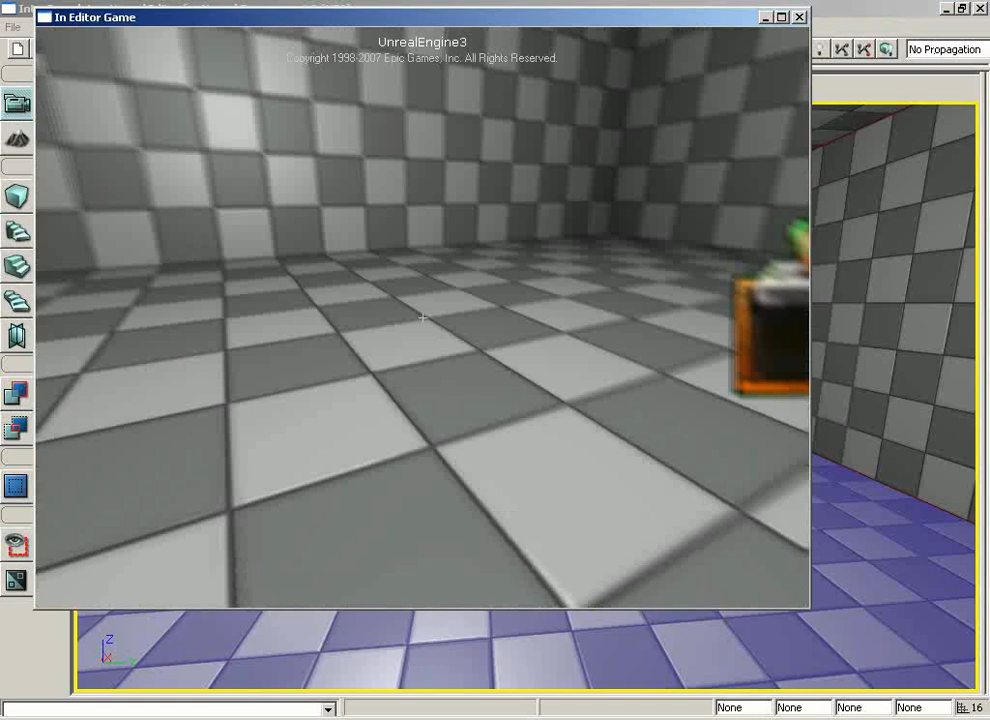 In Editor Game
File
UnrealEngine3
Copyright 1998-2007 Epic Games, Inc. All Rights Reserved.
No Propagation
Z
X
None
None
None
None
16